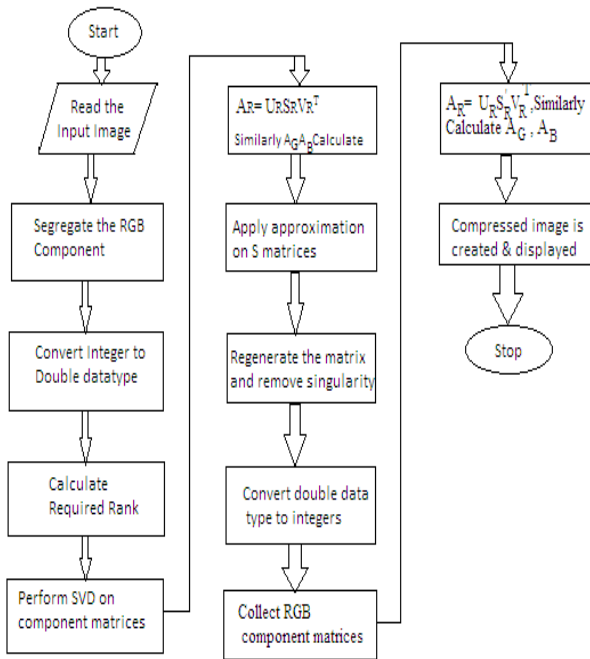 Start
Read the
Input Image
Segregate the RGB
Component
Convert Integer to
Double datatype
Calculate
Required Rank
Perform SVD on
component matrices
AR= URSRVR^T
Similarly AGABCalculate
Apply approximation
on S matrices
Regenerate the matrix
and remove singularity
Convert double data
type to integers
Collect RGB
component matrices
AR= URS'RVR^T,Similarly
Calculate AG , AB
Compressed image is
created & displayed
Stop